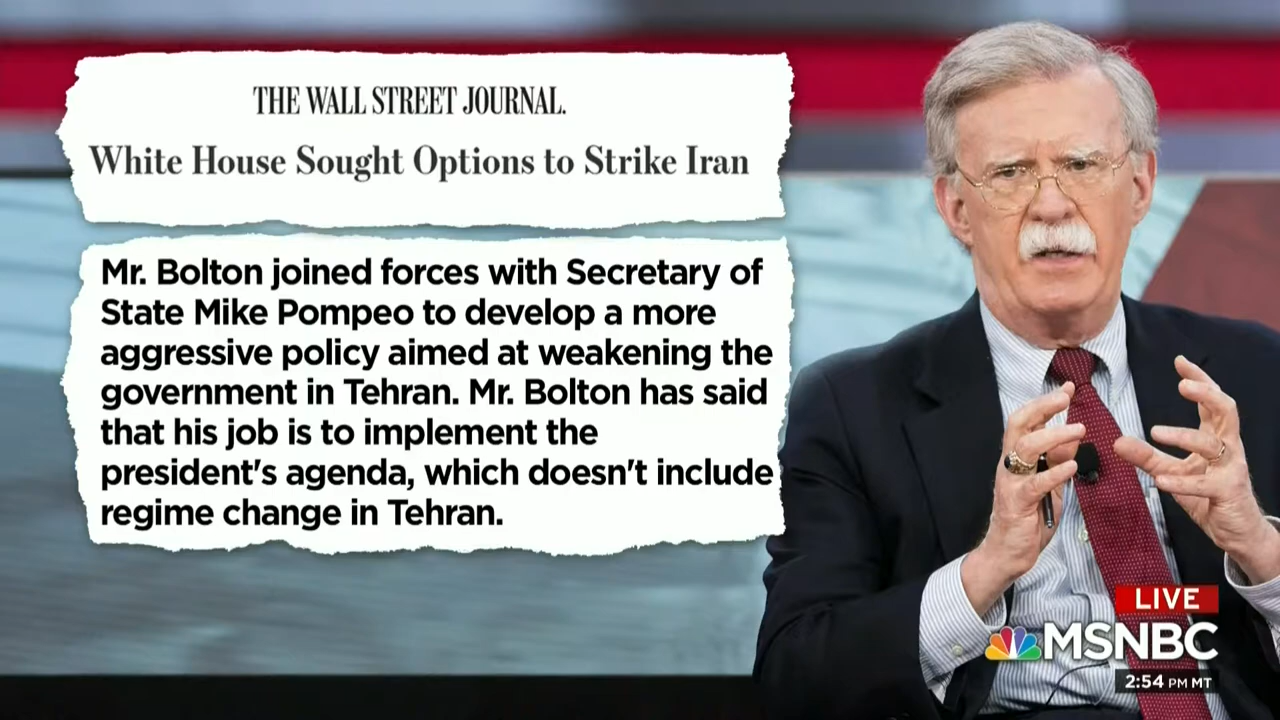 THE WALL STREET JOURNAL.
White House Sought Options to Strike Iran
Mr. Bolton joined forces with Secretary of
State Mike Pompeo to develop a more
aggressive policy aimed at weakening the
government in Tehran. Mr. Bolton has said
that his job is to implement the
president's agenda, which doesn't include
regime change in Tehran.
LIVE
MSNBC
2:54 PM MT